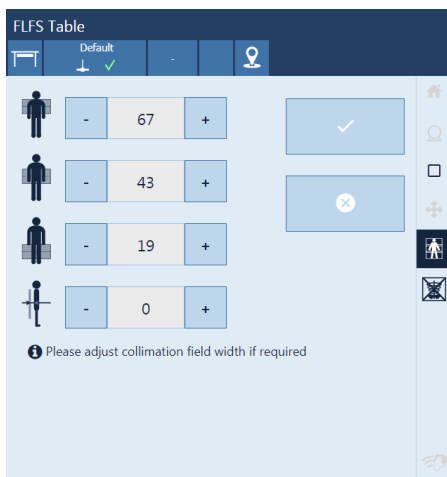 FLFS Table
Default
-
- 67 +
- 43 +
- 19 +
- 0 +
Please adjust collimation field width if required